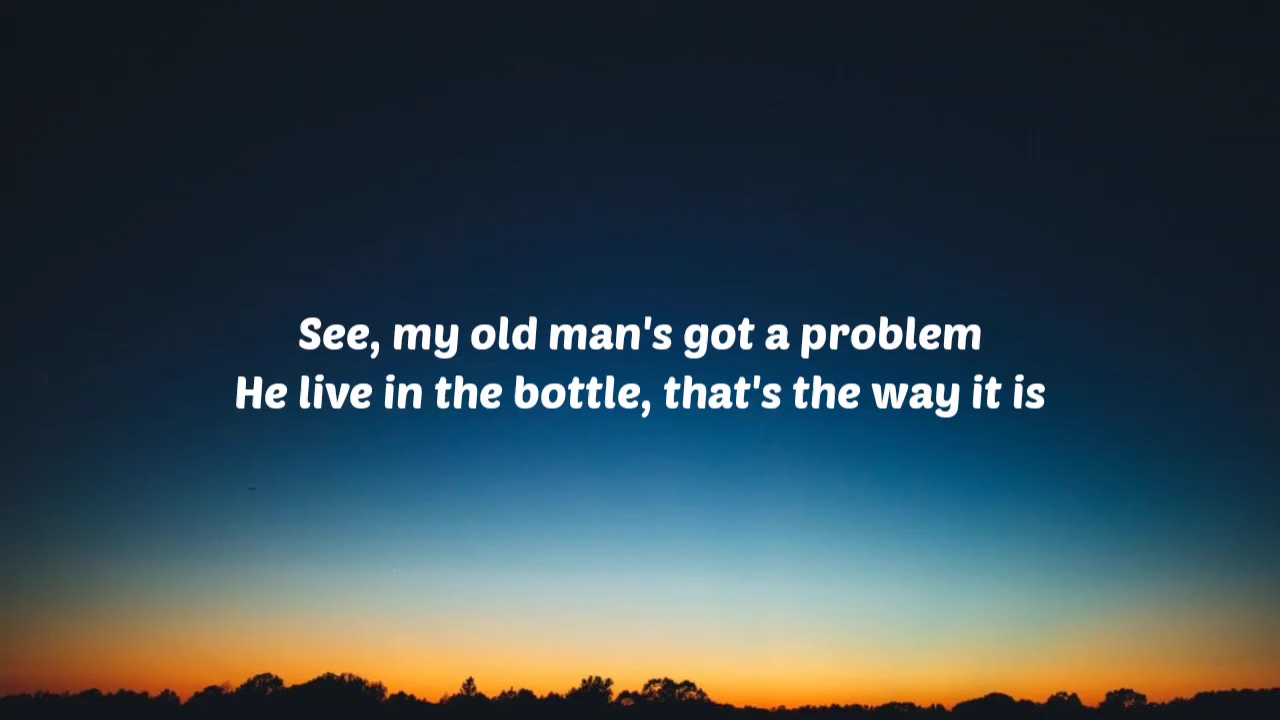 See, my old man's got a problem
He live in the bottle, that's the way it is